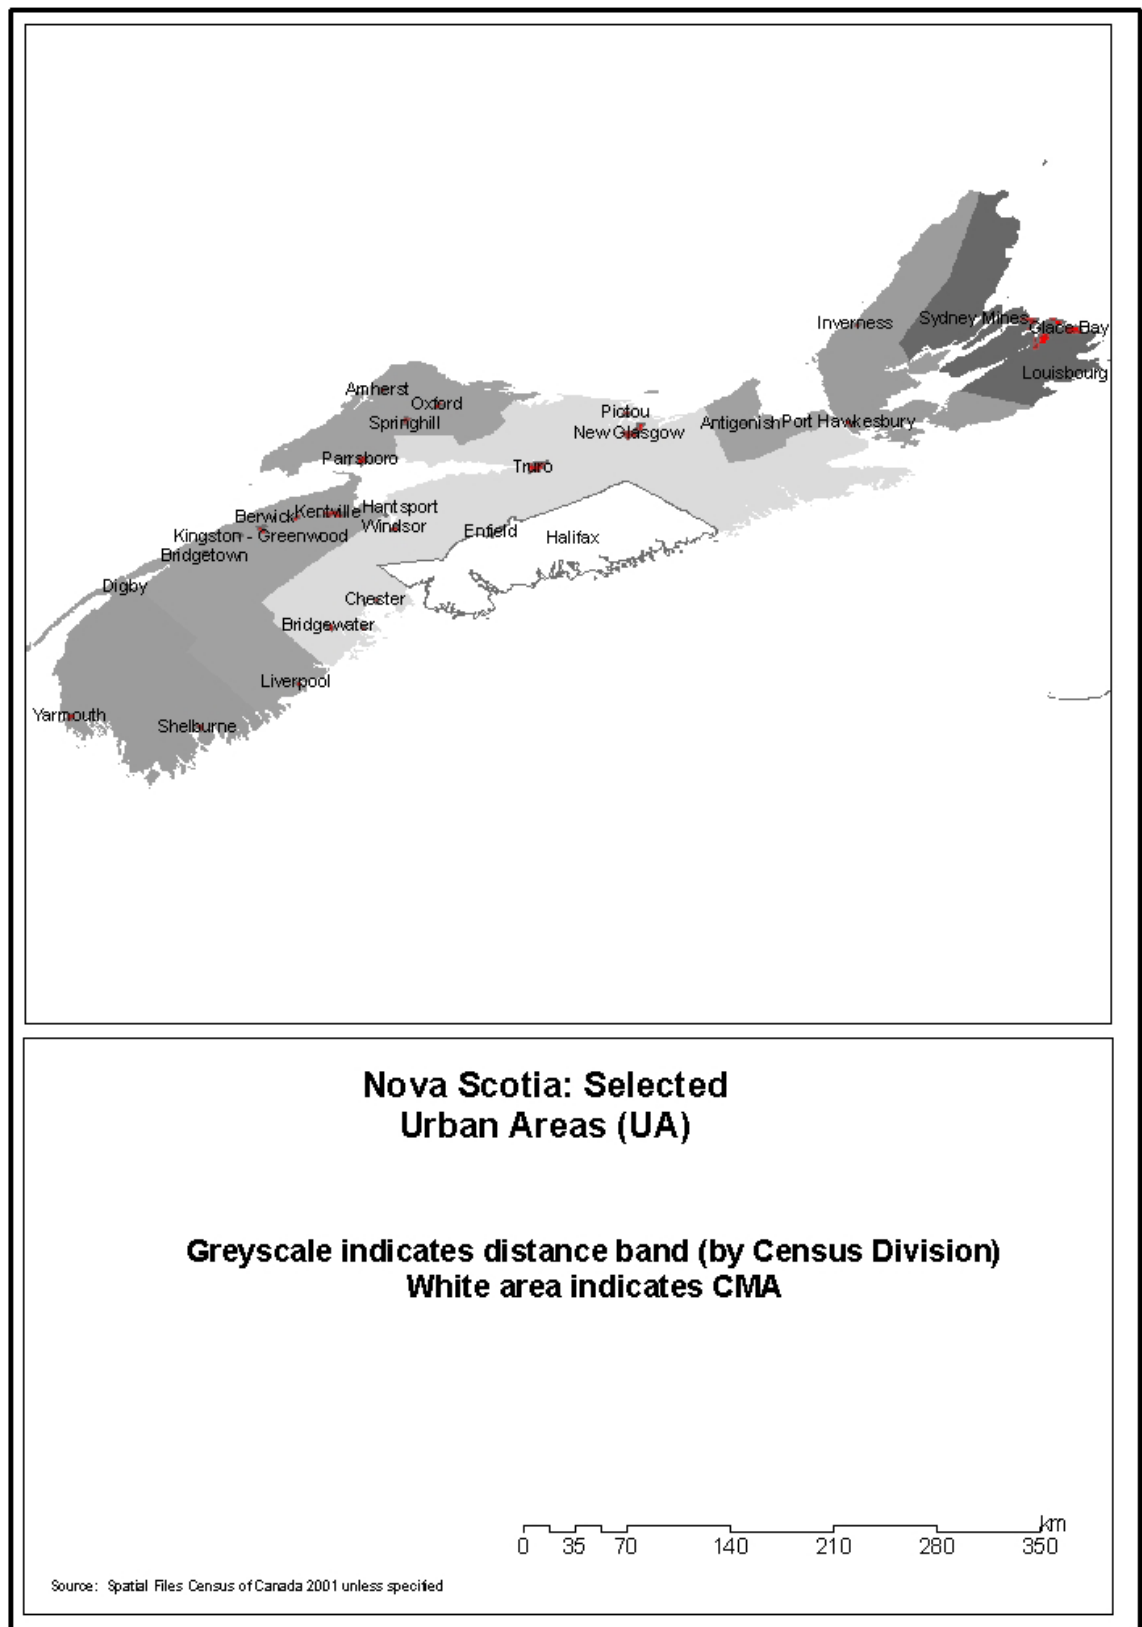 Inverness
Sydney Mines
Glace Bay
Louisbourg
Amherst
Oxford
Springhill
Pictou
New Glasgow
Antigonish
Port Hawkesbury
Parrsboro
Truro
Hantsport
Berwick
Kentville
Windsor
Enfield
Halifax
Kingston - Greenwood
Bridgetown
Digby
Chester
Bridgewater
Liverpool
Yarmouth
Shelburne
Nova Scotia: Selected
Urban Areas (UA)
Greyscale indicates distance band (by Census Division)
White area indicates CMA
km
0 35 70 140 210 280 350
Source: Spatial Files Census of Canada 2001 unless specified